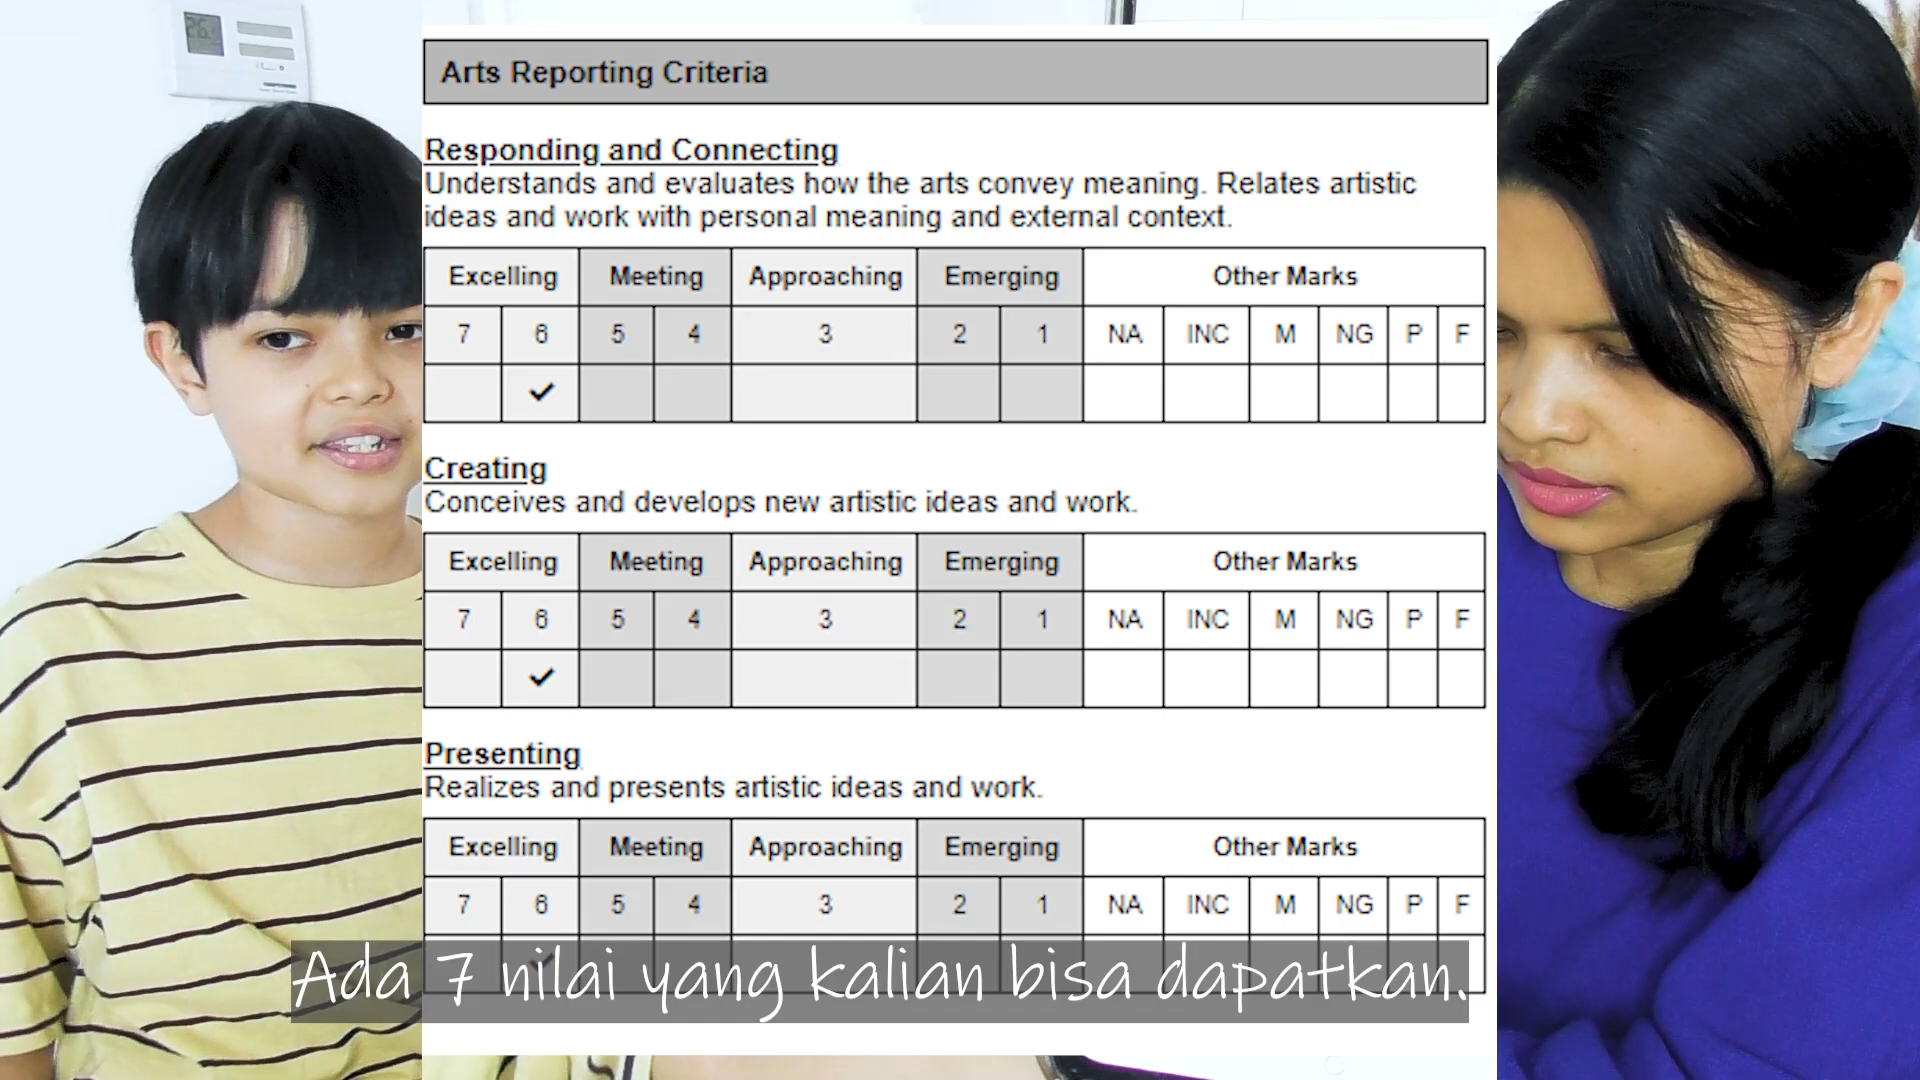 Arts Reporting Criteria
Responding and Connecting
Understands and evaluates how the arts convey meaning. Relates artistic
ideas and work with personal meaning and external context.
Excelling Meeting Approaching Emerging Other Marks
7 6 5 4 3 2 1 NA INC M NG P F
✓
Creating
Conceives and develops new artistic ideas and work.
Excelling Meeting Approaching Emerging Other Marks
7 6 5 4 3 2 1 NA INC M NG P F
✓
Presenting
Realizes and presents artistic ideas and work.
Excelling Meeting Approaching Emerging Other Marks
7 6 5 4 3 2 1 NA INC M NG P F
✓
Ada 7 nilai yang kalian bisa dapatkan.